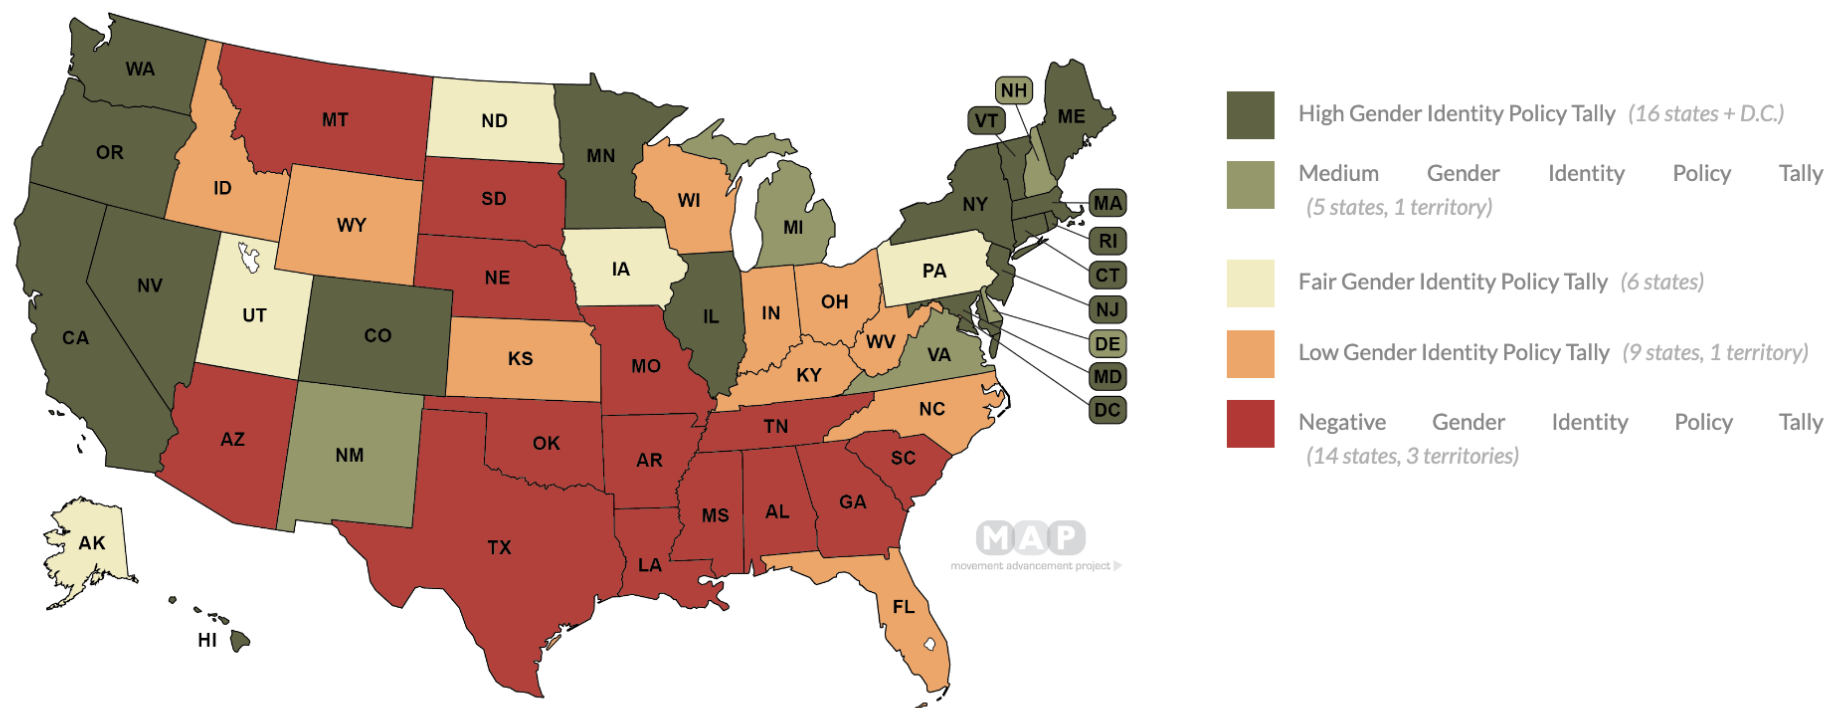 WA
OR
CA
NV
ID
MT
WY
UT
CO
AZ
NM
ND
SD
NE
KS
OK
TX
MN
IA
MO
AR
LA
WI
IL
MI
IN
OH
KY
TN
MS
AL
GA
FL
SC
NC
VA
WV
PA
NY
VT
NH
ME
MA
RI
CT
NJ
DE
MD
DC
AK
HI
MAP
movement advancement project
High Gender Identity Policy Tally (16 states + D.C.)
Medium Gender Identity Policy Tally
(5 states, 1 territory)
Fair Gender Identity Policy Tally (6 states)
Low Gender Identity Policy Tally (9 states, 1 territory)
Negative Gender Identity Policy Tally
(14 states, 3 territories)